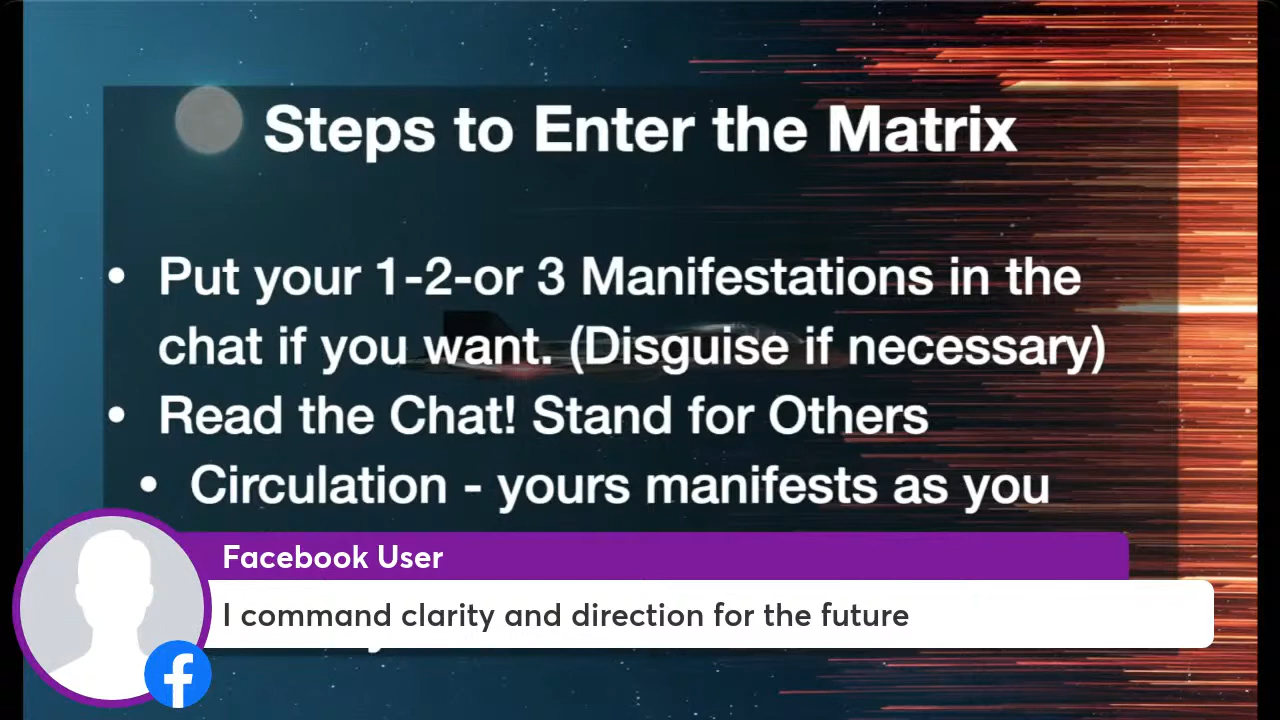 Steps to Enter the Matrix
• Put your 1-2-or 3 Manifestations in the
chat if you want. (Disguise if necessary)
• Read the Chat! Stand for Others
• Circulation - yours manifests as you
Facebook User
I command clarity and direction for the future